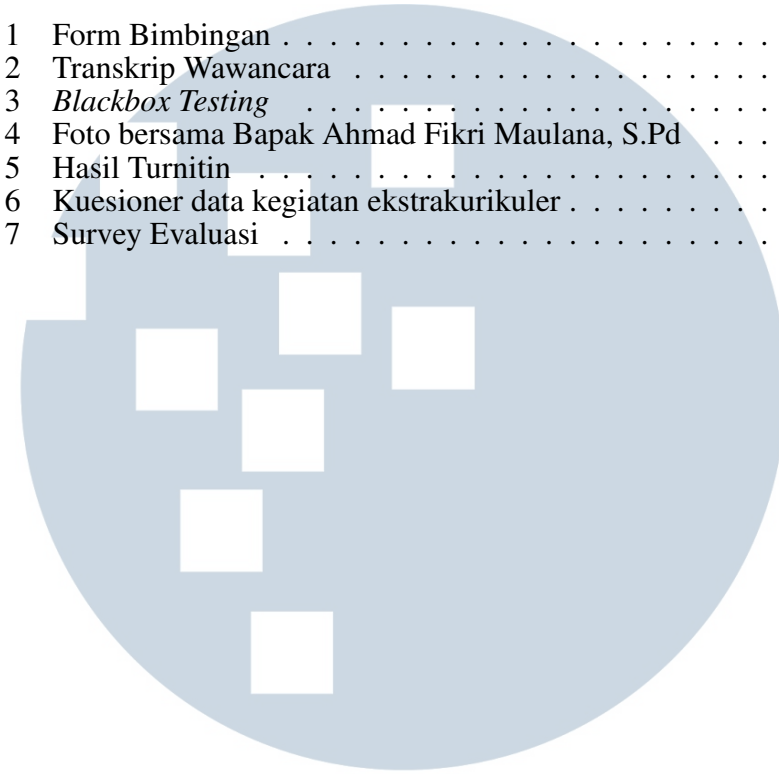 1 Form Bimbingan . . . . . . . . . . . . . . . . . . . . .
2 Transkrip Wawancara . . . . . . . . . . . . . . . . . .
3 Blackbox Testing . . . . . . . . . . . . . . . . . . . .
4 Foto bersama Bapak Ahmad Fikri Maulana, S.Pd . . .
5 Hasil Turnitin . . . . . . . . . . . . . . . . . . . . . .
6 Kuesioner data kegiatan ekstrakurikuler . . . . . . . . .
7 Survey Evaluasi . . . . . . . . . . . . . . . . . . . . .